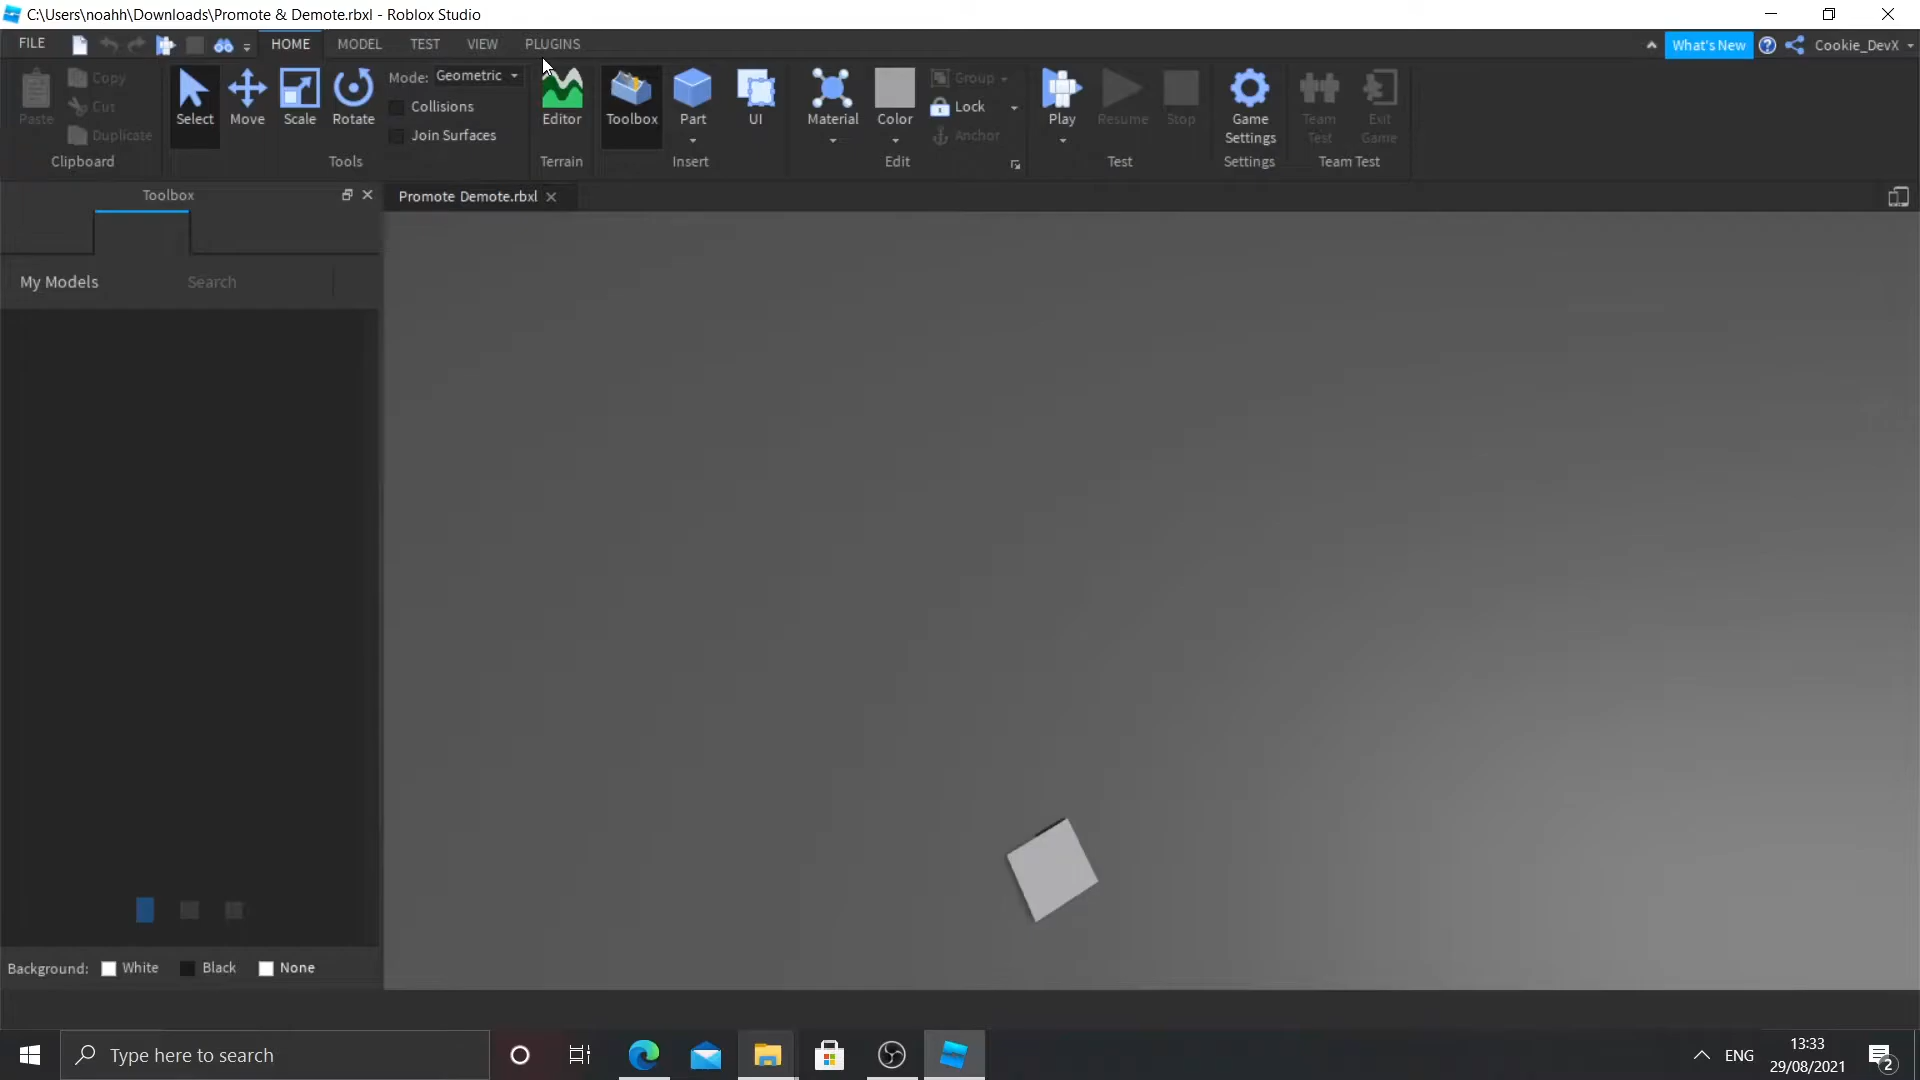 C:\Users\noahh\Downloads\Promote & Demote.rbxl - Roblox Studio
FILE HOME MODEL TEST VIEW PLUGINS What's New Cookie_DevX
Paste Copy Cut Duplicate
Clipboard
Select Move Scale Rotate
Mode: Geometric
Collisions
Join Surfaces
Tools
Editor
Terrain
Toolbox Part UI
Insert
Material Color
Group
Lock
Anchor
Edit
Play Resume Stop
Test
Game
Settings
Settings
Team
Test
Exit
Game
Team Test
Toolbox
Promote Demote.rbxl
My Models Search
Background: White Black None
Type here to search
ENG
13:33
29/08/2021
2